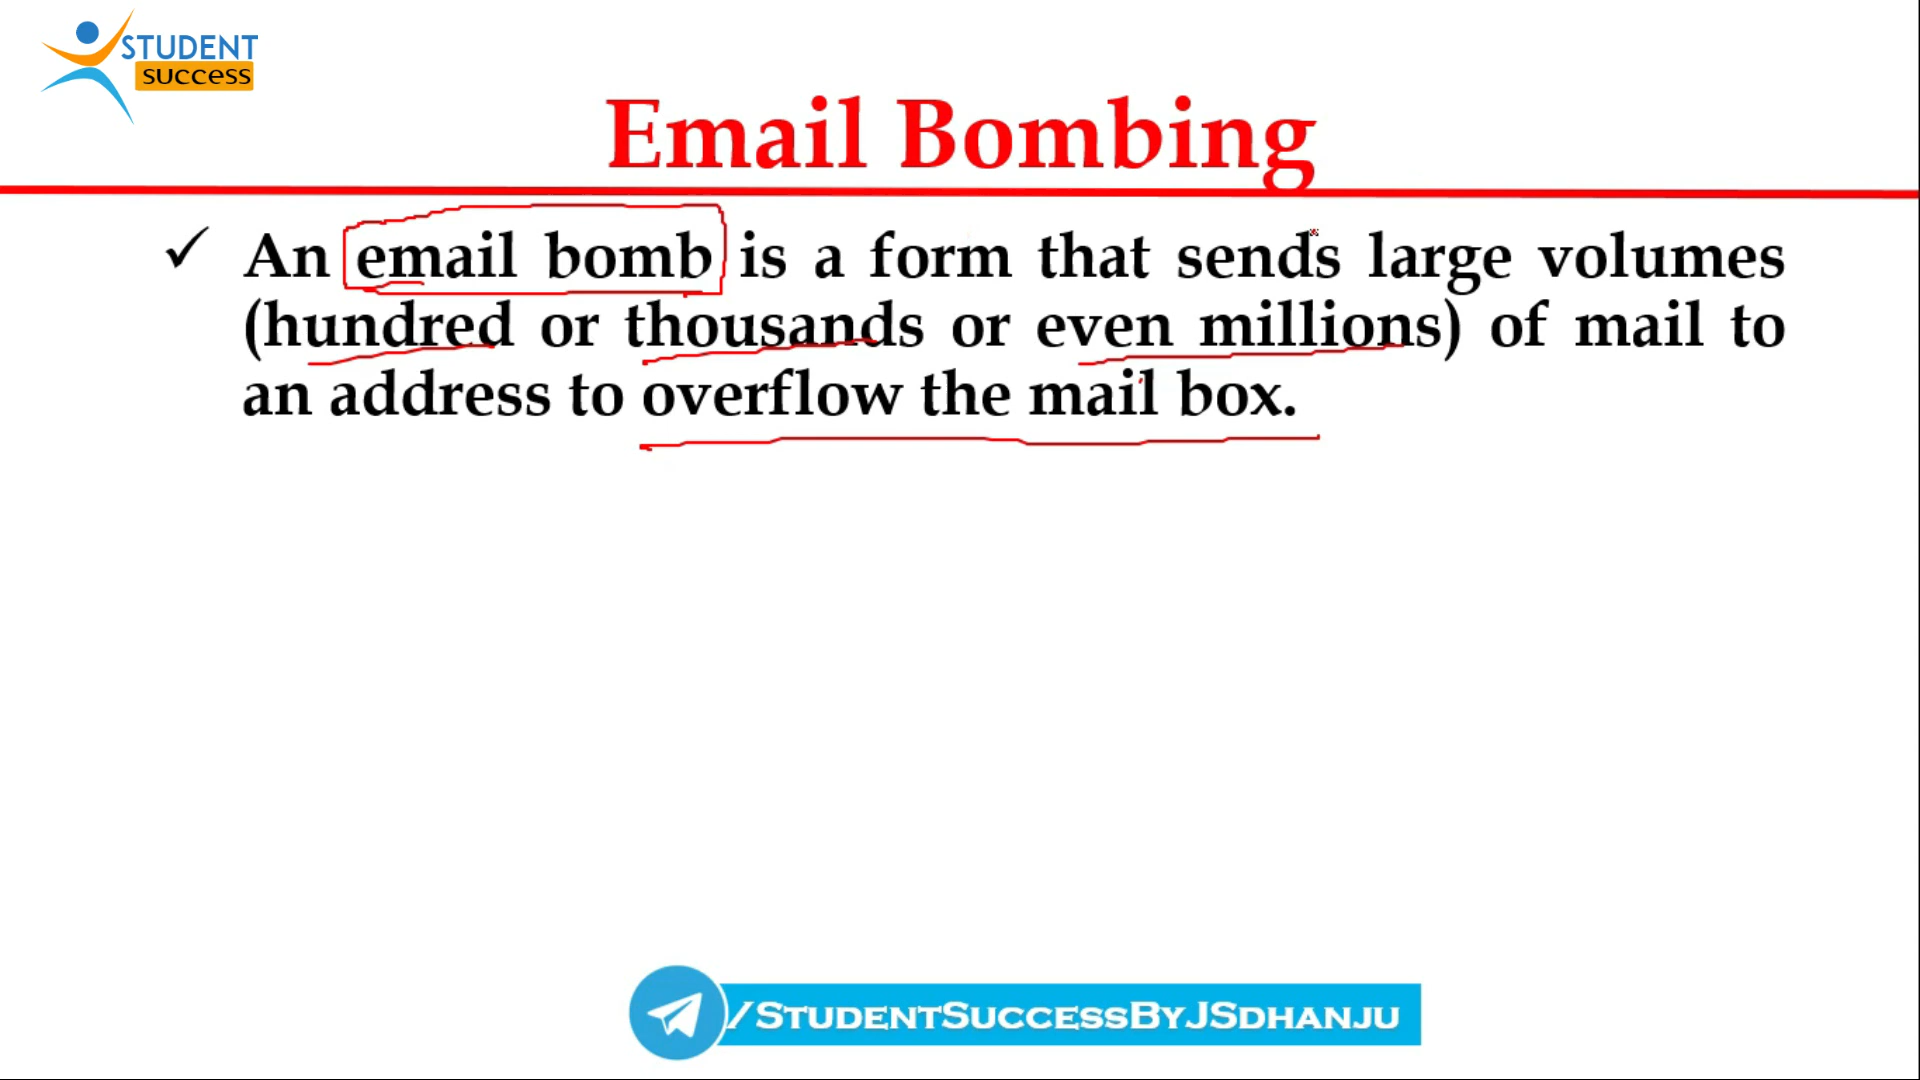 STUDENT
success
Email Bombing
✓ An email bomb is a form that sends large volumes
(hundred or thousands or even millions) of mail to
an address to overflow the mail box.
/STUDENTSUCCESSBYJSDHANJU